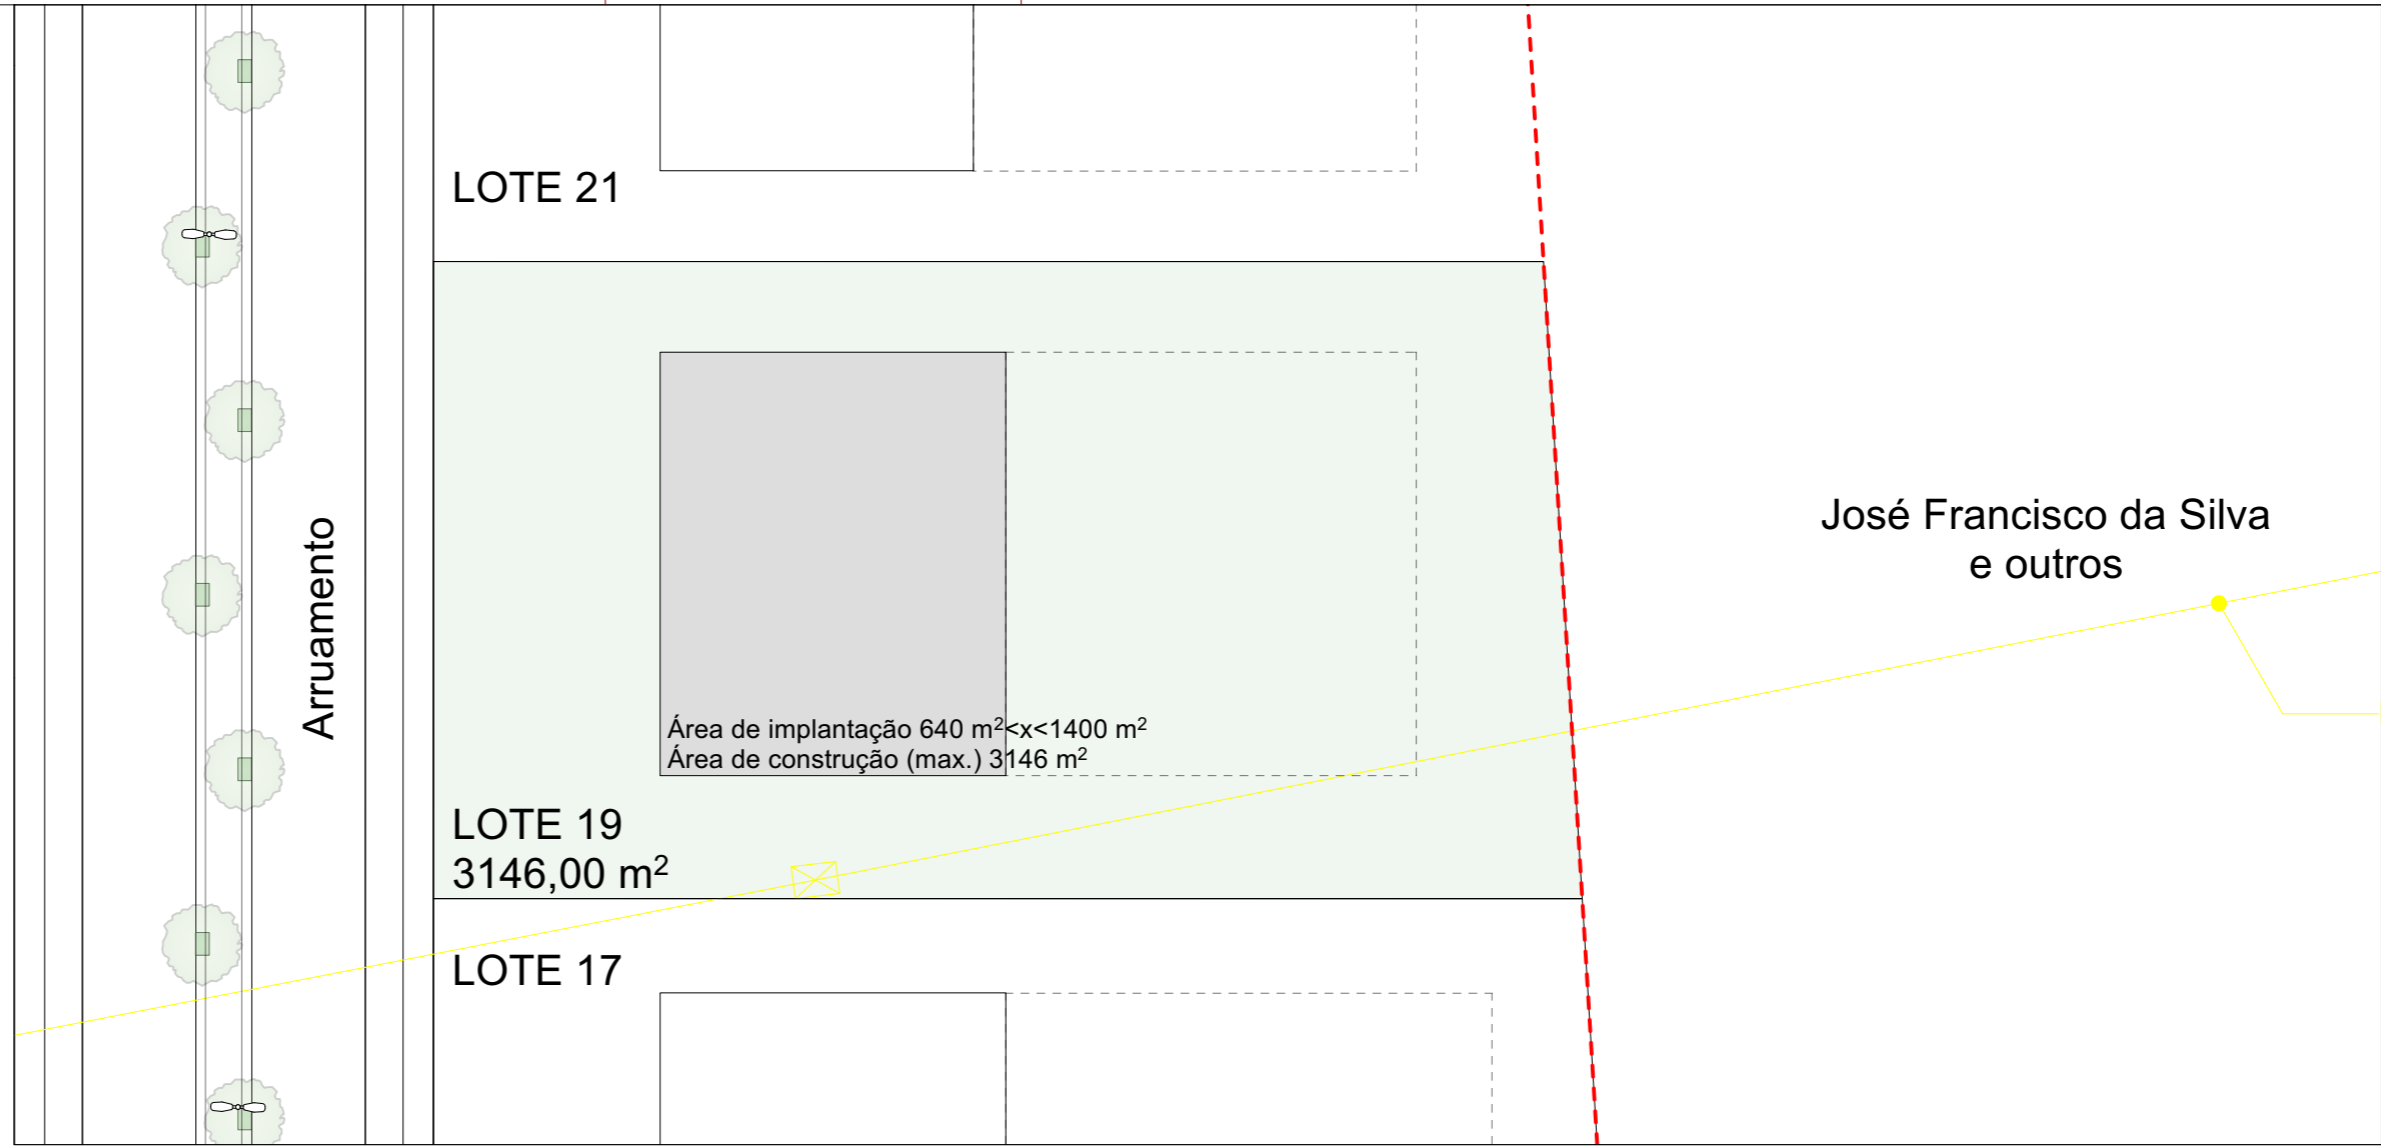 LOTE 21
Arruamento
José Francisco da Silva
e outros
Área de implantação 640 m²<x<1400 m²
Área de construção (max.) 3146 m²
LOTE 19
3146,00 m²
LOTE 17